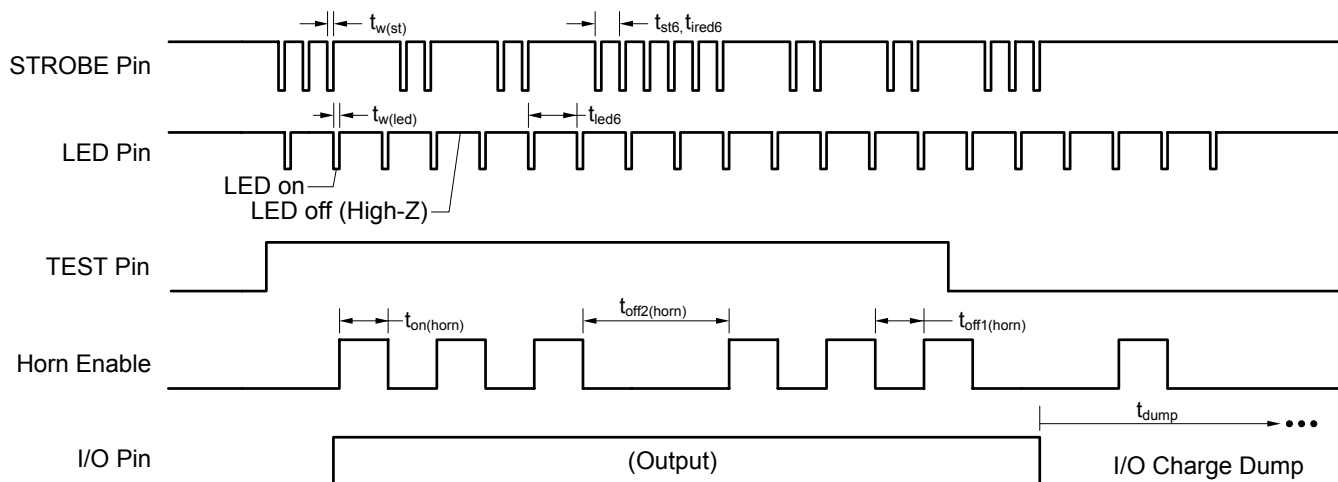 t_w(st)
t_st6, t_ired6
STROBE Pin
t_w(led)
t_led6
LED Pin
LED on
LED off (High-Z)
TEST Pin
t_on(horn)
t_off2(horn)
t_off1(horn)
Horn Enable
t_dump
I/O Pin
(Output)
I/O Charge Dump